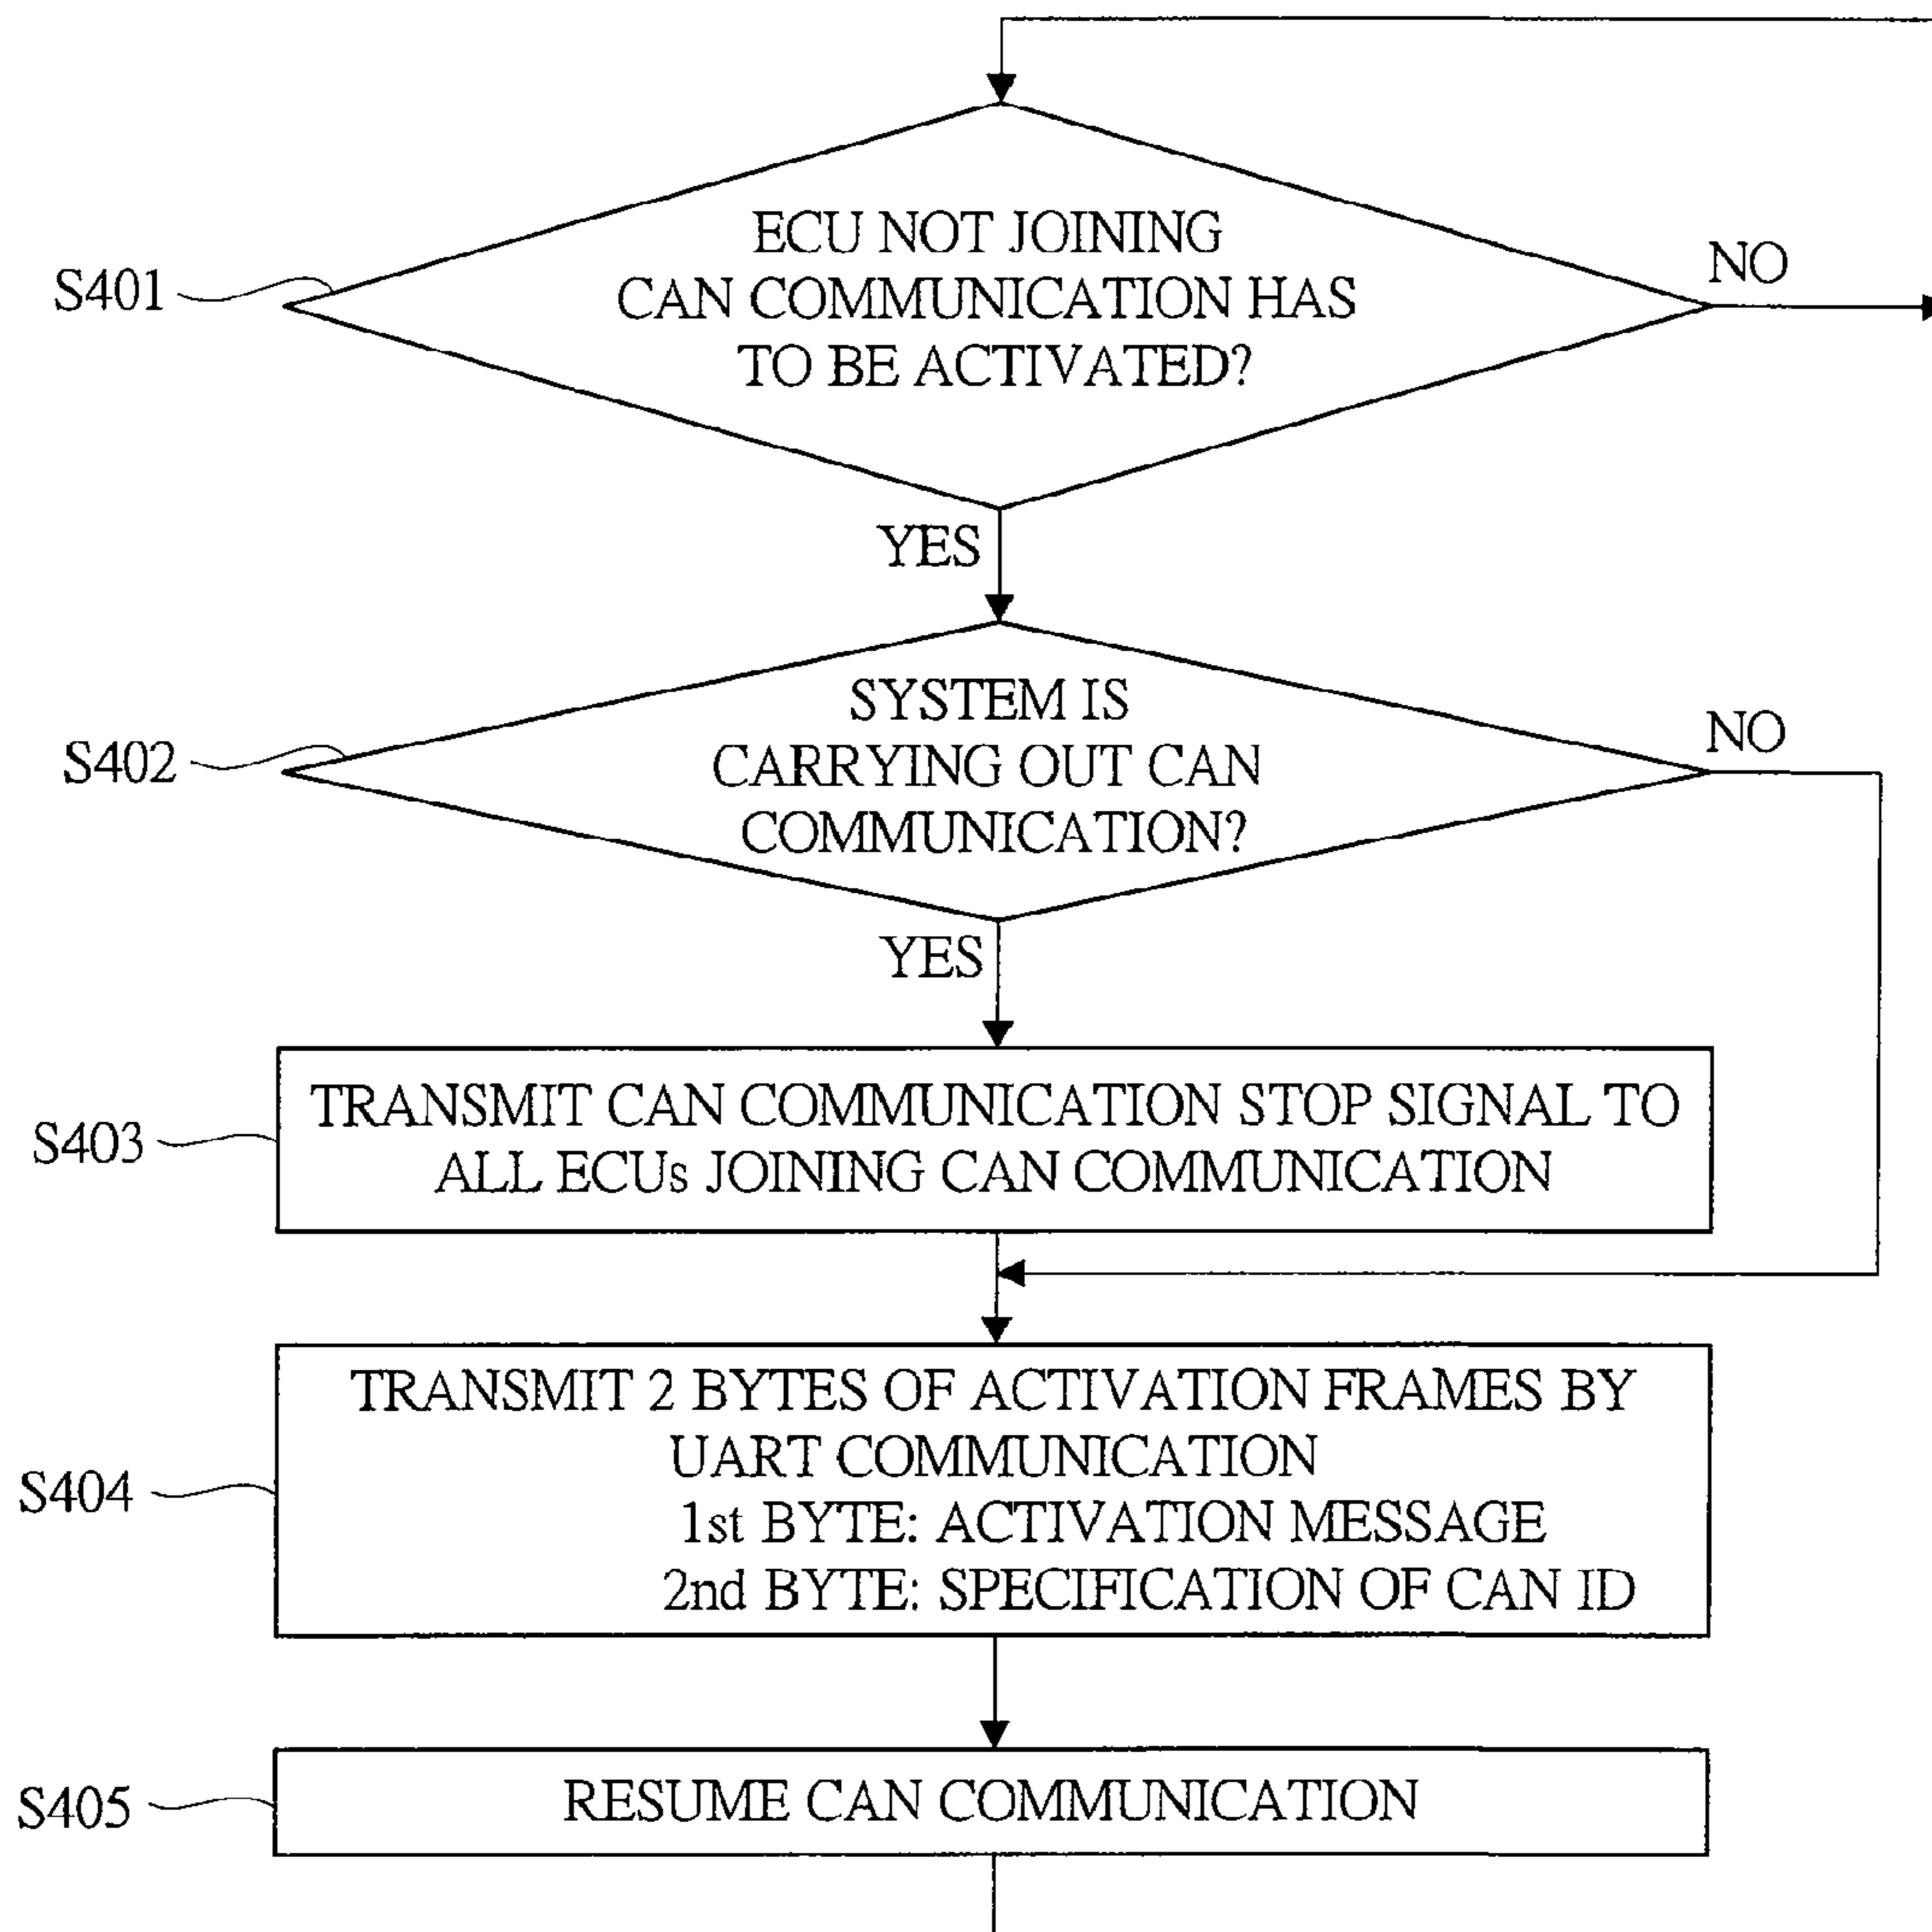 S401
ECU NOT JOINING
CAN COMMUNICATION HAS
TO BE ACTIVATED?
NO
YES
S402
SYSTEM IS
CARRYING OUT CAN
COMMUNICATION?
NO
YES
S403
TRANSMIT CAN COMMUNICATION STOP SIGNAL TO
ALL ECUs JOINING CAN COMMUNICATION
S404
TRANSMIT 2 BYTES OF ACTIVATION FRAMES BY
UART COMMUNICATION
1st BYTE: ACTIVATION MESSAGE
2nd BYTE: SPECIFICATION OF CAN ID
S405
RESUME CAN COMMUNICATION